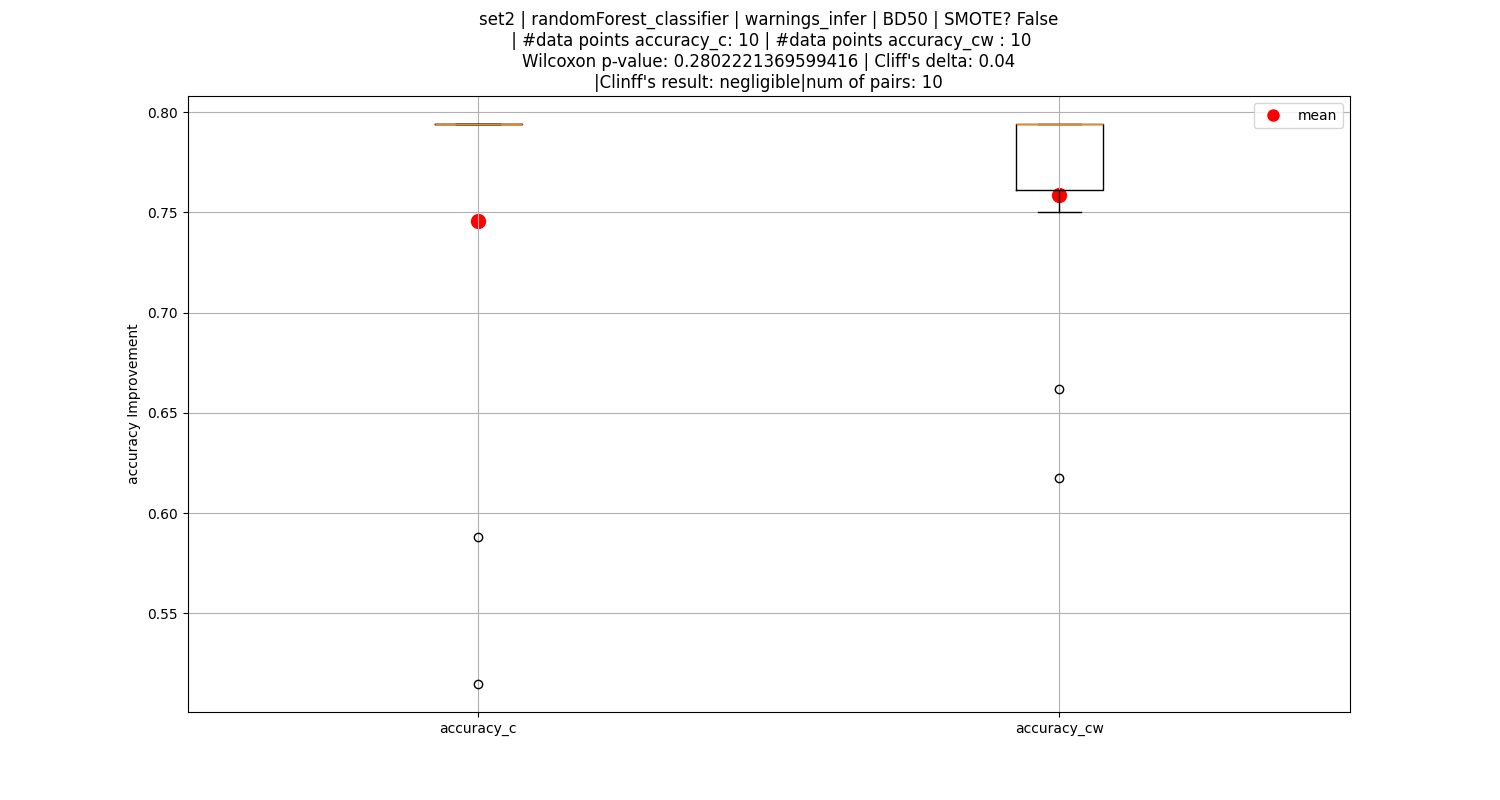 set2 | randomForest_classifier | warnings_infer | BD50 | SMOTE? False
| #data points accuracy_c: 10 | #data points accuracy_cw : 10
Wilcoxon p-value: 0.2802221369599416 | Cliff's delta: 0.04
|Clinff's result: negligible|num of pairs: 10
mean
0.80
0.75
0.70
0.65
0.60
0.55
accuracy Improvement
accuracy_c
accuracy_cw